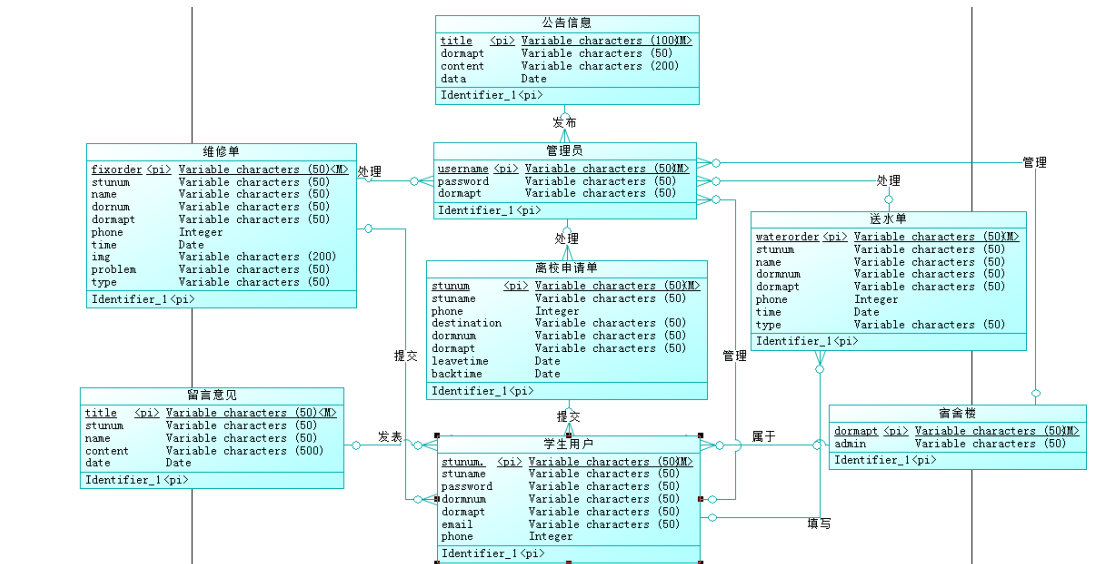 公告信息
title <pi> Variable characters (100)<M>
dormapt Variable characters (50)
content Variable characters (200)
data Date
Identifier_1 <pi>
发布
维修单
fixorder <pi> Variable characters (50) <M>
stunum Variable characters (50)
name Variable characters (50)
dornum Variable characters (50)
dormapt Variable characters (50)
phone Integer
time Date
img Variable characters (200)
problem Variable characters (50)
type Variable characters (50)
Identifier_1 <pi>
处理
管理员
username <pi> Variable characters (50)<M>
password Variable characters (50)
dormapt Variable characters (50)
Identifier_1 <pi>
管理
处理
送水单
waterorder <pi> Variable characters (50)<M>
stunum Variable characters (50)
name Variable characters (50)
dormnum Variable characters (50)
dormapt Variable characters (50)
phone Integer
time Date
type Variable characters (50)
Identifier_1 <pi>
处理
离校申请单
stunum <pi> Variable characters (50)<M>
stuname Variable characters (50)
phone Integer
destination Variable characters (50)
dormnum Variable characters (50)
dormapt Variable characters (50)
leavetime Date
backtime Date
Identifier_1 <pi>
提交
管理
留言意见
title <pi> Variable characters (50) <M>
stunum Variable characters (50)
name Variable characters (50)
content Variable characters (500)
date Date
Identifier_1 <pi>
发表
提交
学生用户
stunum, <pi> Variable characters (50)<M>
stuname Variable characters (50)
password Variable characters (50)
dormnum Variable characters (50)
dormapt Variable characters (50)
email Variable characters (50)
phone Integer
Identifier_1 <pi>
属于
宿舍楼
dormapt <pi> Variable characters (50)<M>
admin Variable characters (50)
Identifier_1 <pi>
填写